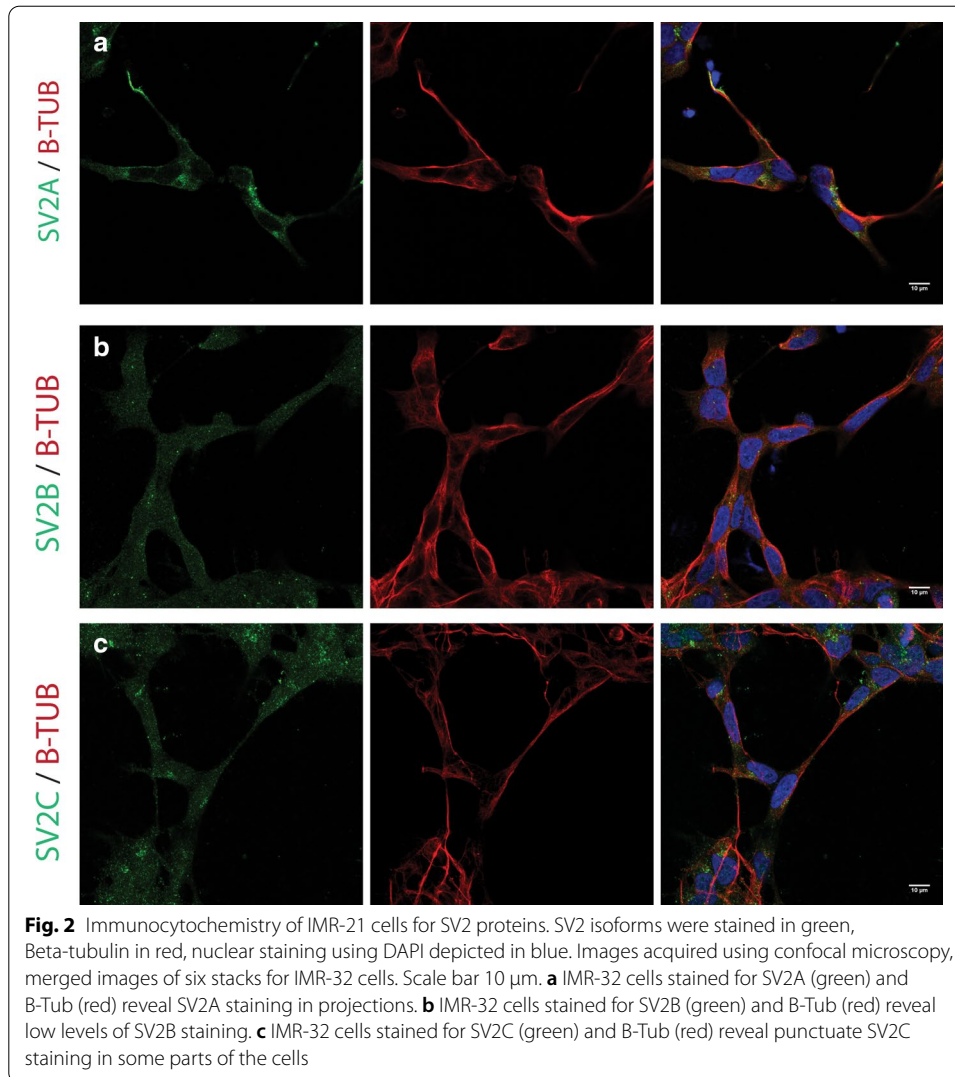 a
SV2A / B-TUB
10 µm
b
SV2B / B-TUB
10 µm
c
SV2C / B-TUB
10 µm
Fig. 2 Immunocytochemistry of IMR-21 cells for SV2 proteins. SV2 isoforms were stained in green,
Beta-tubulin in red, nuclear staining using DAPI depicted in blue. Images acquired using confocal microscopy,
merged images of six stacks for IMR-32 cells. Scale bar 10 µm. a IMR-32 cells stained for SV2A (green) and
B-Tub (red) reveal SV2A staining in projections. b IMR-32 cells stained for SV2B (green) and B-Tub (red) reveal
low levels of SV2B staining. c IMR-32 cells stained for SV2C (green) and B-Tub (red) reveal punctuate SV2C
staining in some parts of the cells